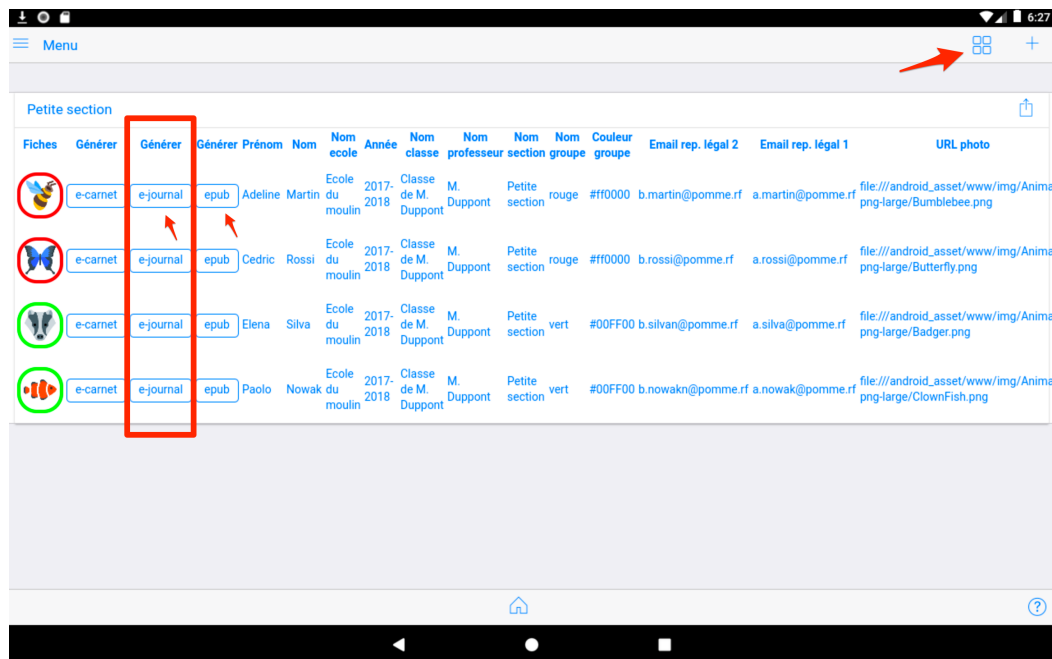 6:27
Menu
Petite section
Fiches Générer Générer Générer Prénom Nom Nom ecole Année Nom classe Nom professeur Nom section Nom groupe Couleur groupe Email rep. légal 2 Email rep. légal 1 URL photo
e-carnet e-journal epub Adeline Martin Ecole du moulin 2017-2018 Classe de M. Duppont M. Duppont Petite section rouge #ff0000 b.martin@pomme.rf a.martin@pomme.rf file:///android_asset/www/img/Anima png-large/Bumblebee.png
e-carnet e-journal epub Cedric Rossi Ecole du moulin 2017-2018 Classe de M. Duppont M. Duppont Petite section rouge #ff0000 b.rossi@pomme.rf a.rossi@pomme.rf file:///android_asset/www/img/Anima png-large/Butterfly.png
e-carnet e-journal epub Elena Silva Ecole du moulin 2017-2018 Classe de M. Duppont M. Duppont Petite section vert #00FF00 b.silvan@pomme.rf a.silva@pomme.rf file:///android_asset/www/img/Anima png-large/Badger.png
e-carnet e-journal epub Paolo Nowak Ecole du moulin 2017-2018 Classe de M. Duppont M. Duppont Petite section vert #00FF00 b.nowakn@pomme.rf a.nowak@pomme.rf file:///android_asset/www/img/Anima png-large/ClownFish.png
?